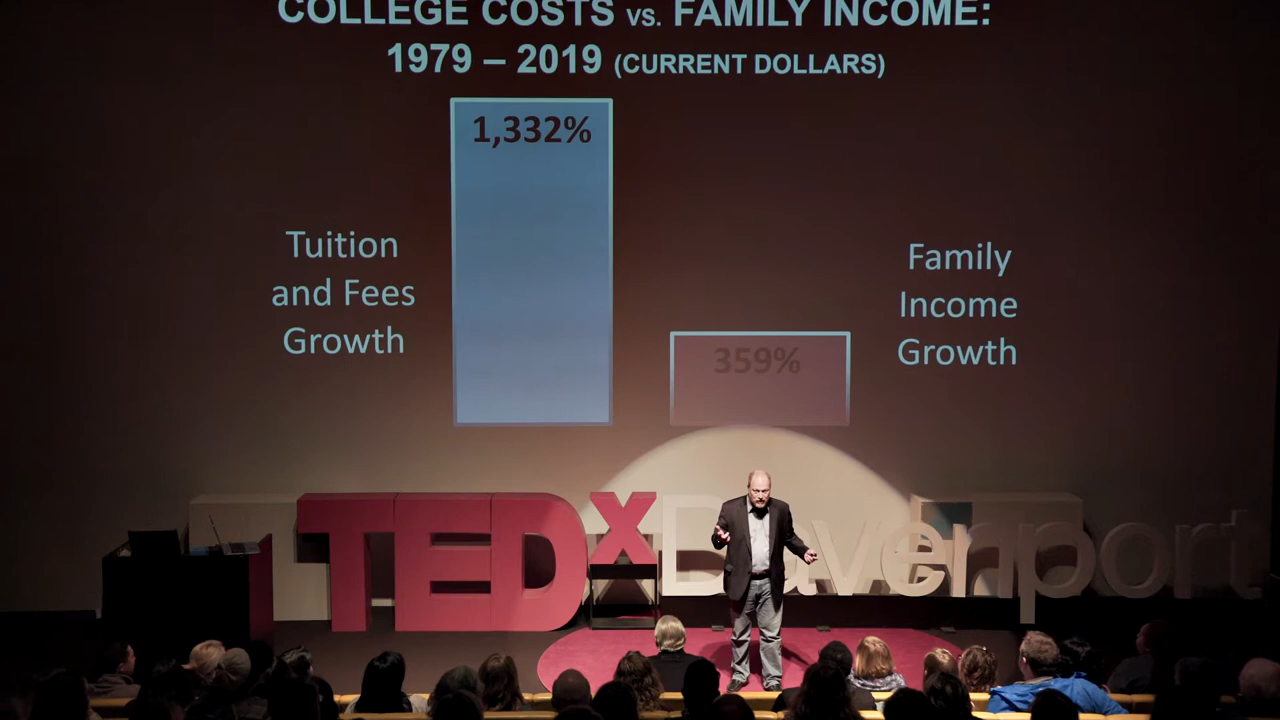 COLLEGE COSTS VS. FAMILY INCOME:
1979 – 2019 (CURRENT DOLLARS)
1,332%
Tuition
and Fees
Growth
359%
Family
Income
Growth
TEDxDavenport